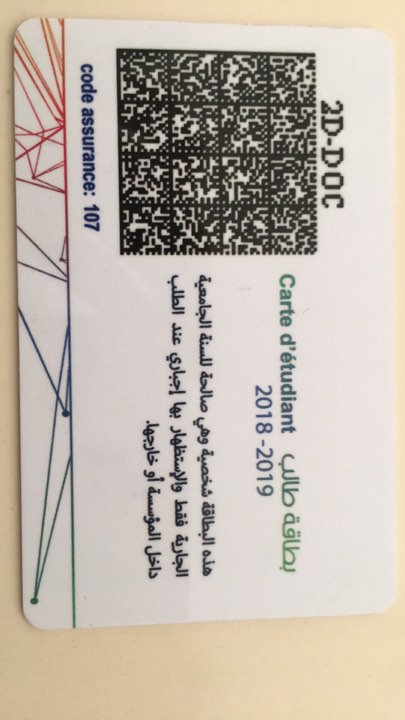 2D-DOC
Carte d'étudiant بطاقة طالب
2018 -2019
هذه البطاقة شخصية وهي صالحة للسنة الجامعية
الجارية فقط والإستظهار بها إجباري عند الطلب
داخل المؤسسة أو خارجها.
code assurance: 107